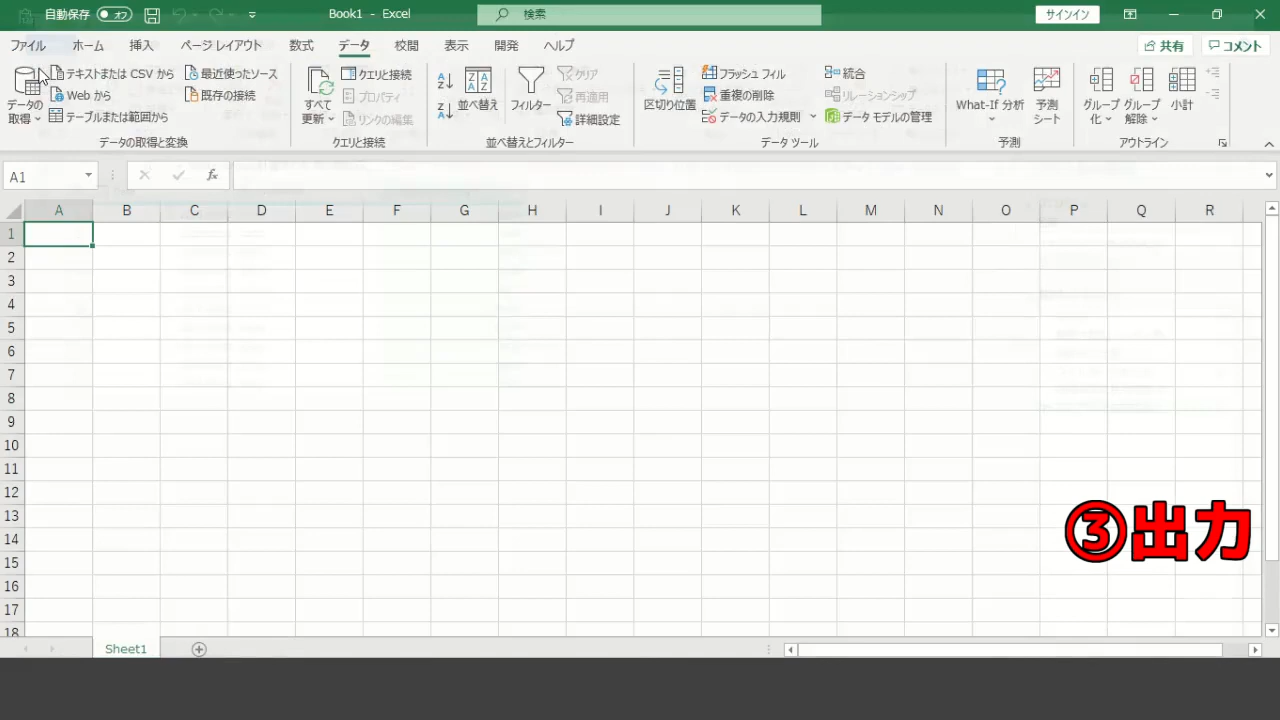 自動保存 オフ
Book1 - Excel
検索
サインイン
ファイル ホーム 挿入 ページ レイアウト 数式 データ 校閲 表示 開発 ヘルプ
共有 コメント
データの取得
テキストまたは CSV から
Web から
テーブルまたは範囲から
最近使ったソース
既存の接続
データの取得と変換
すべて更新
クエリと接続
プロパティ
リンクの編集
クエリと接続
並べ替え
フィルター
クリア
再適用
詳細設定
並べ替えとフィルター
区切り位置
フラッシュ フィル
重複の削除
データの入力規則
統合
リレーションシップ
データ モデルの管理
データ ツール
What-If 分析
予測シート
予測
グループ化
グループ解除
小計
アウトライン
A1
fx
A B C D E F G H I J K L M N O P Q R
1
2
3
4
5
6
7
8
9
10
11
12
13
14
15
16
17
18
③出力
Sheet1